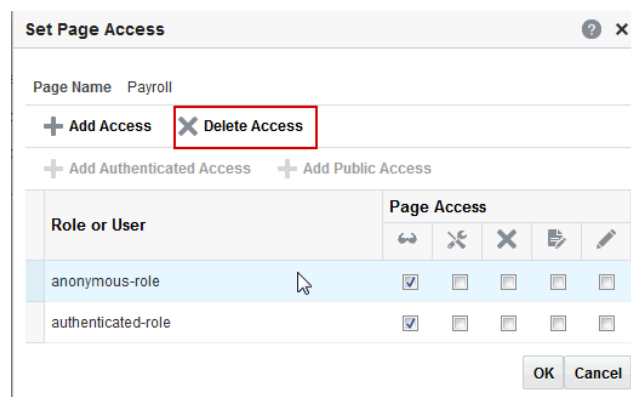 Set Page Access
Page Name Payroll
Add Access Delete Access
Add Authenticated Access Add Public Access
Role or User Page Access
anonymous-role
authenticated-role
OK Cancel